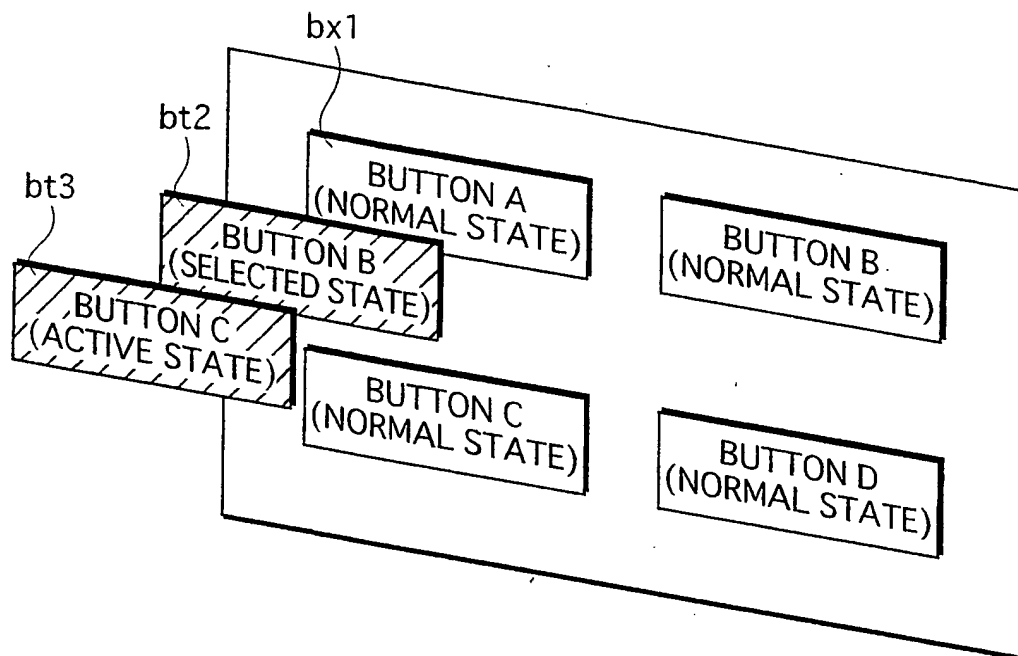 bx1
bt2
bt3
BUTTON A
(NORMAL STATE)
BUTTON B
(NORMAL STATE)
BUTTON B
(SELECTED STATE)
BUTTON C
(ACTIVE STATE)
BUTTON C
(NORMAL STATE)
BUTTON D
(NORMAL STATE)